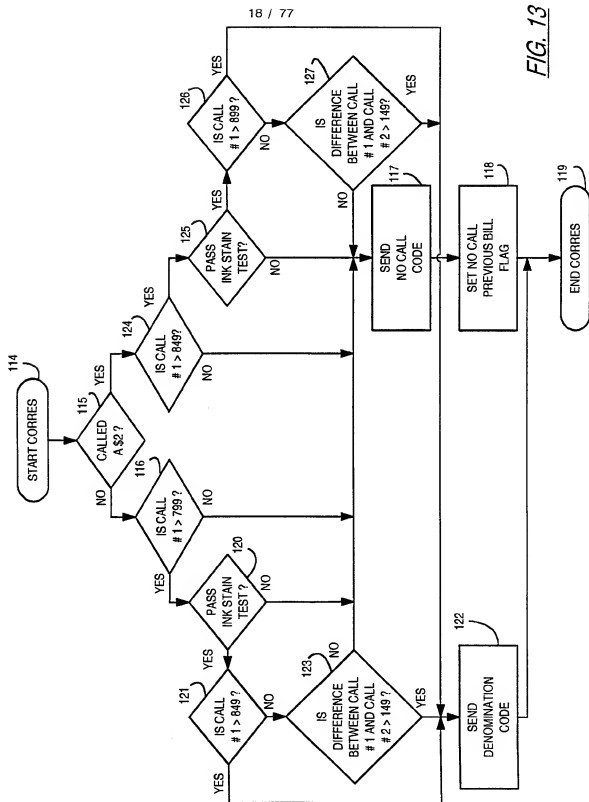 18 / 77
START CORRES
114
115
CALLED
A $2 ?
NO
YES
116
IS CALL
# 1 > 799 ?
YES
NO
124
IS CALL
# 1 > 849?
YES
NO
120
PASS
INK STAIN
TEST ?
YES
NO
125
PASS
INK STAIN
TEST?
YES
NO
121
IS CALL
# 1 > 849 ?
YES
NO
126
IS CALL
# 1 > 899 ?
YES
NO
123
IS
DIFFERENCE
BETWEEN CALL
# 1 AND CALL
# 2 > 149 ?
NO
YES
127
IS
DIFFERENCE
BETWEEN CALL
# 1 AND CALL
# 2 > 149?
NO
YES
117
SEND
NO CALL
CODE
122
SEND
DENOMINATION
CODE
118
SET NO CALL
PREVIOUS BILL
FLAG
119
END CORRES
FIG. 13